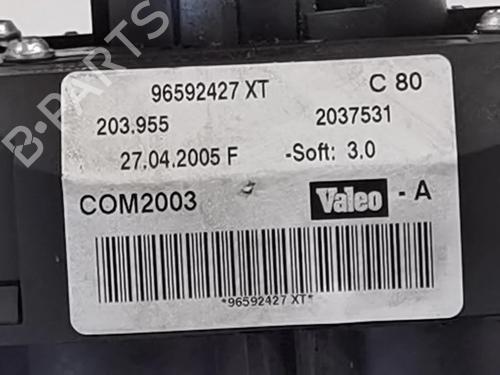 96592427 XT C 80
203.955 2037531
27.04.2005 F -Soft: 3.0
COM2003 Valeo - A
*96592427 XT*
B-PARTS